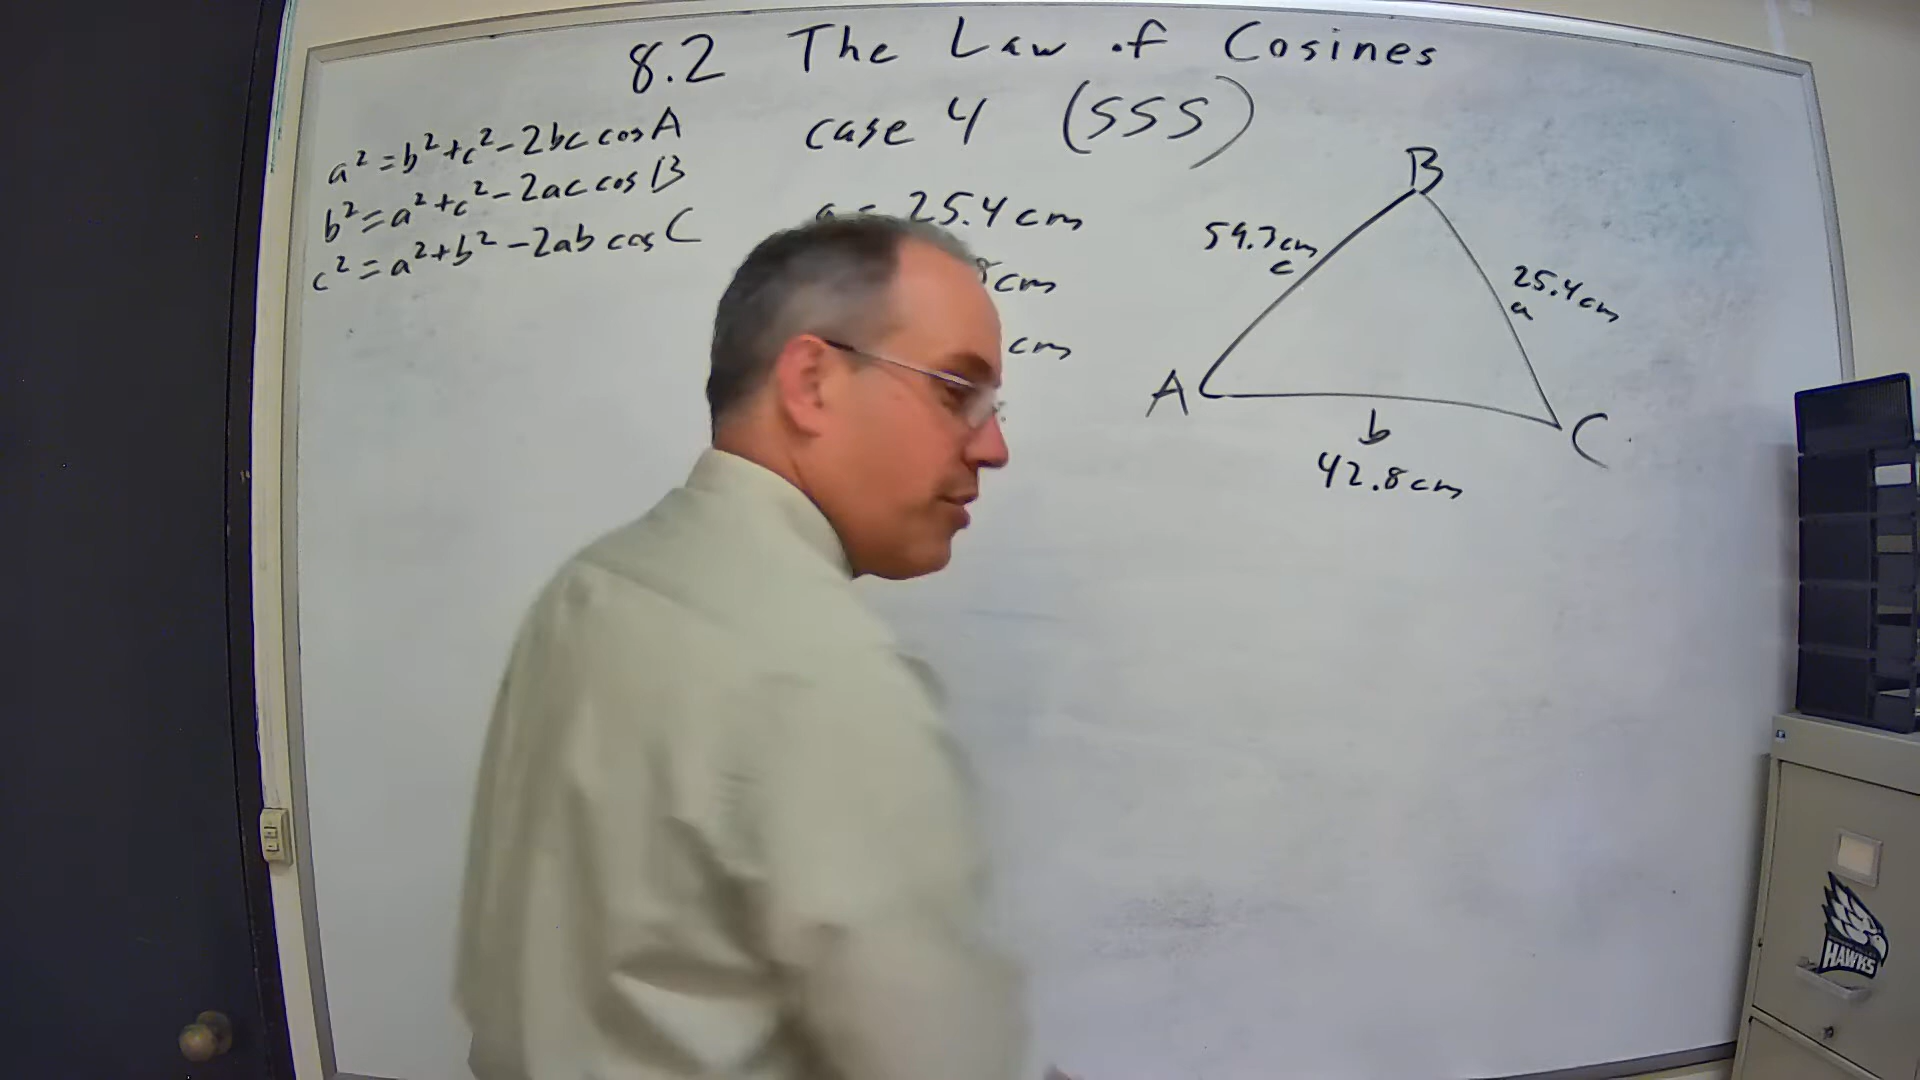 8.2 The Law of Cosines
case 4 (SSS)
a² = b² + c² - 2bc cos A
b² = a² + c² - 2ac cos B
c² = a² + b² - 2ab cos C
a = 25.4 cm
8 cm
cm
B
59.7 cm
c
25.4 cm
a
A
b
C
42.8 cm
HAWKS